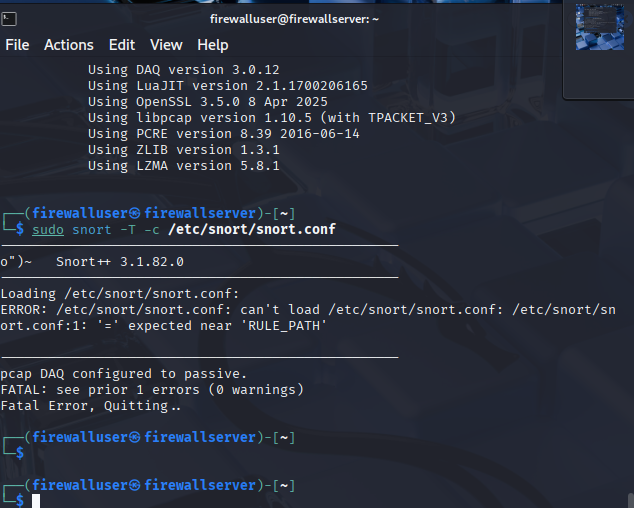 firewalluser@firewallserver: ~
File Actions Edit View Help
Using DAQ version 3.0.12
Using LuaJIT version 2.1.1700206165
Using OpenSSL 3.5.0 8 Apr 2025
Using libpcap version 1.10.5 (with TPACKET_V3)
Using PCRE version 8.39 2016-06-14
Using ZLIB version 1.3.1
Using LZMA version 5.8.1
┌──(firewalluser㉿firewallserver)-[~]
└─$ sudo snort -T -c /etc/snort/snort.conf
--------------------------------------------------
o")~   Snort++ 3.1.82.0
--------------------------------------------------
Loading /etc/snort/snort.conf:
ERROR: /etc/snort/snort.conf: can't load /etc/snort/snort.conf: /etc/sn
ort.conf:1: '=' expected near 'RULE_PATH'
--------------------------------------------------
pcap DAQ configured to passive.
FATAL: see prior 1 errors (0 warnings)
Fatal Error, Quitting..
┌──(firewalluser㉿firewallserver)-[~]
└─$
┌──(firewalluser㉿firewallserver)-[~]
└─$